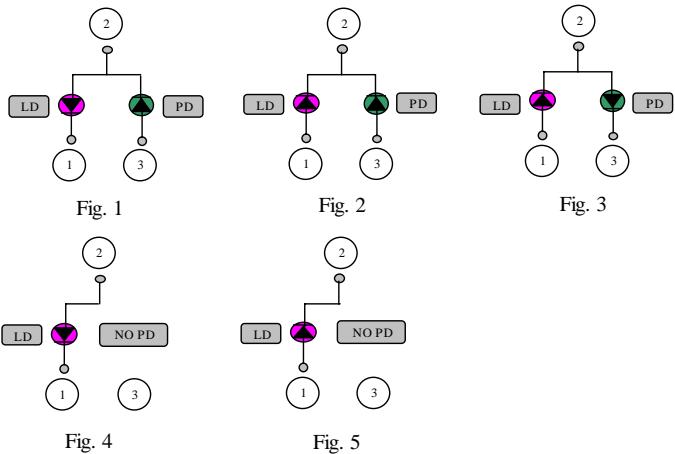 2 2 2
LD PD LD PD LD PD
1 3 1 3 1 3
Fig. 1 Fig. 2 Fig. 3
2 2
LD NO PD LD NO PD
1 3 1 3
Fig. 4 Fig. 5